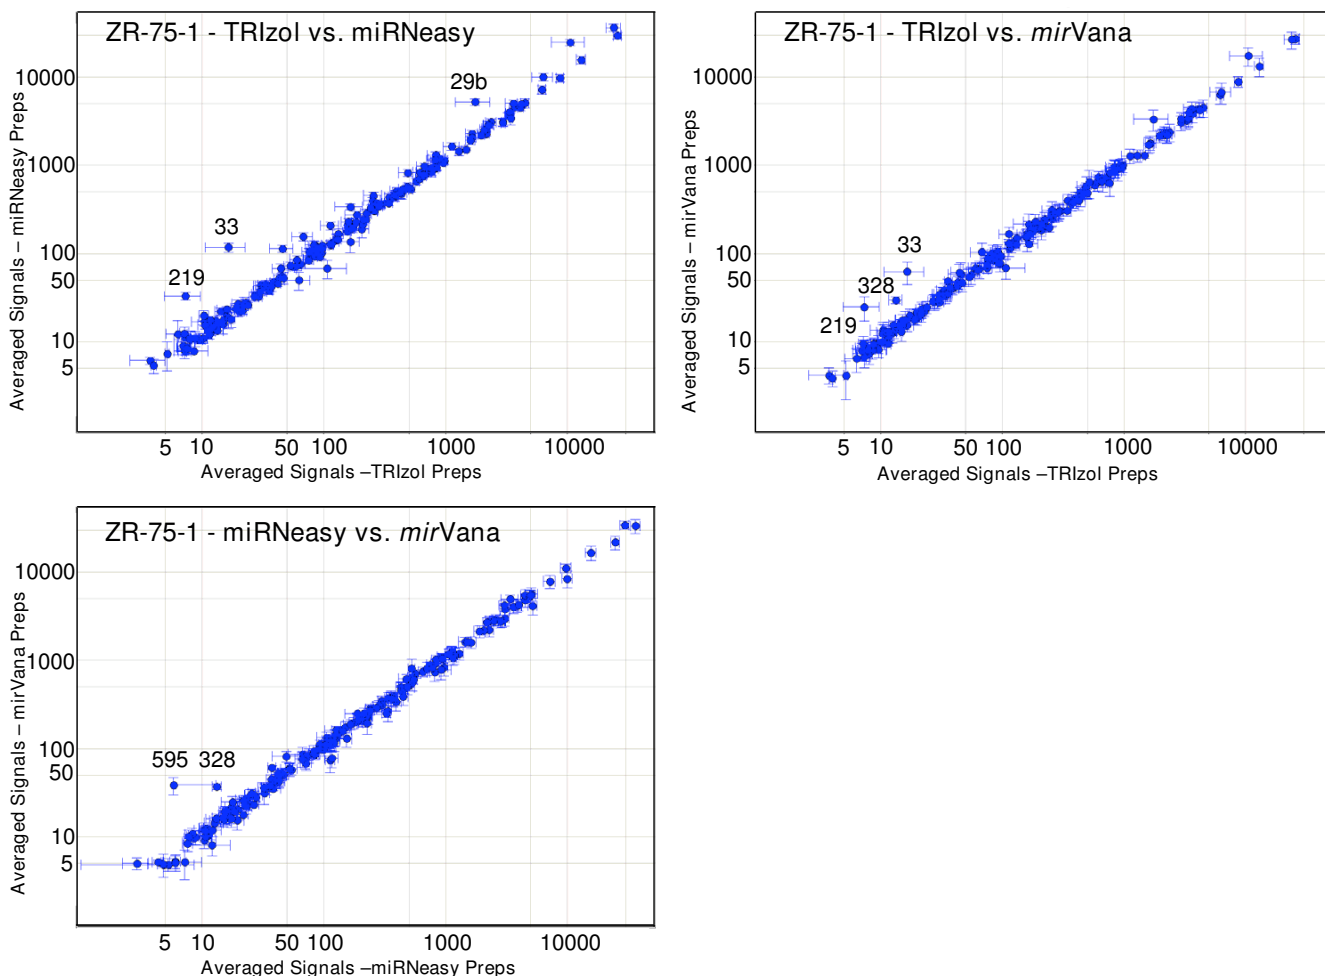 ZR-75-1 - TRIzol vs. miRNeasy
Averaged Signals – miRNeasy Preps
10000
1000
100
50
10
5
29b
33
219
5 10 50 100 1000 10000
Averaged Signals –TRIzol Preps
ZR-75-1 - TRIzol vs. mirVana
Averaged Signals – mirVana Preps
10000
1000
100
50
10
5
33
328
219
5 10 50 100 1000 10000
Averaged Signals –TRIzol Preps
ZR-75-1 - miRNeasy vs. mirVana
Averaged Signals – mirVana Preps
10000
1000
100
50
10
5
595 328
5 10 50 100 1000 10000
Averaged Signals –miRNeasy Preps